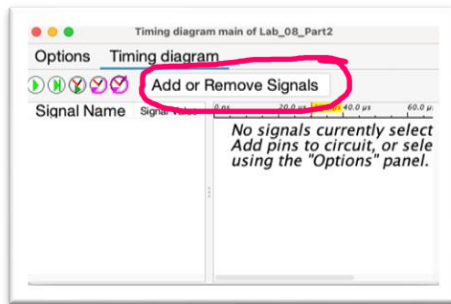 Timing diagram main of Lab_08_Part2
Options Timing diagram
Add or Remove Signals
Signal Name Signal Value 0 ns 20.0 µs 40.0 µs 60.0 µ
No signals currently select
Add pins to circuit, or sele
using the "Options" panel.